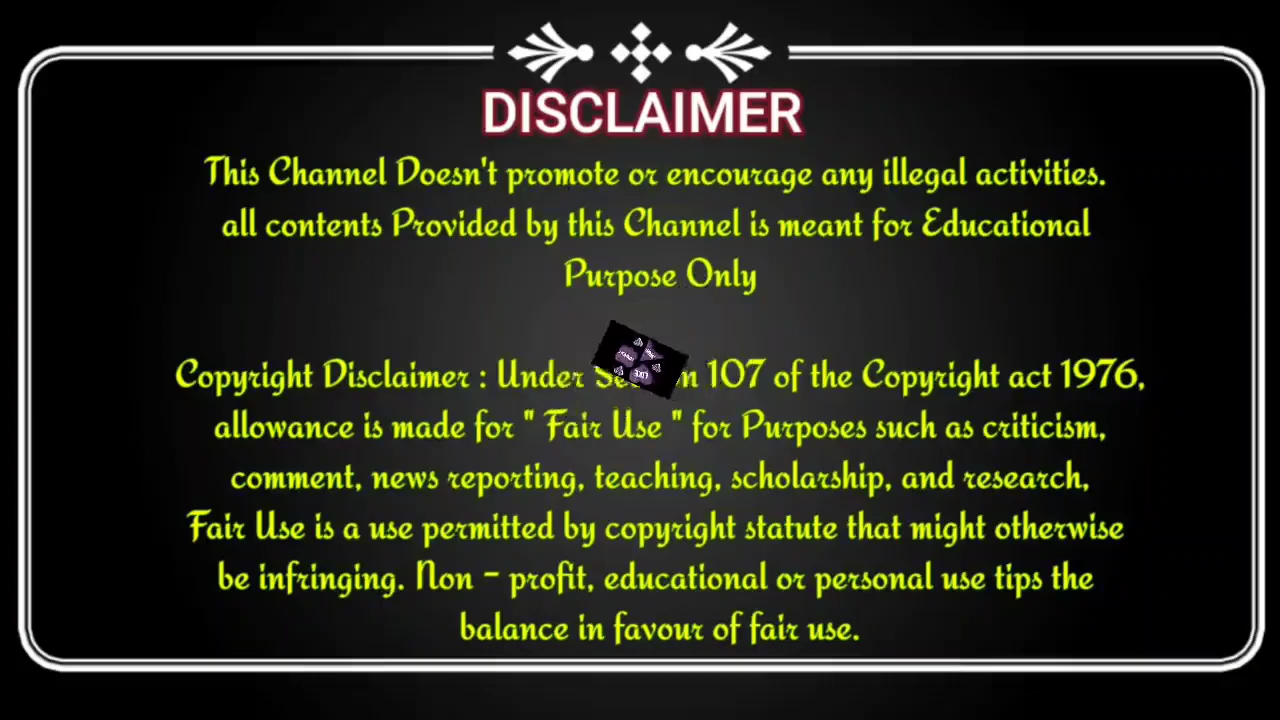 DISCLAIMER
This Channel Doesn't promote or encourage any illegal activities.
all contents Provided by this Channel is meant for Educational
Purpose Only
Copyright Disclaimer : Under 107 of the Copyright act 1976,
allowance is made for " Fair Use " for Purposes such as criticism,
comment, news reporting, teaching, scholarship, and research,
Fair Use is a use permitted by copyright statute that might otherwise
be infringing. Non - profit, educational or personal use tips the
balance in favour of fair use.